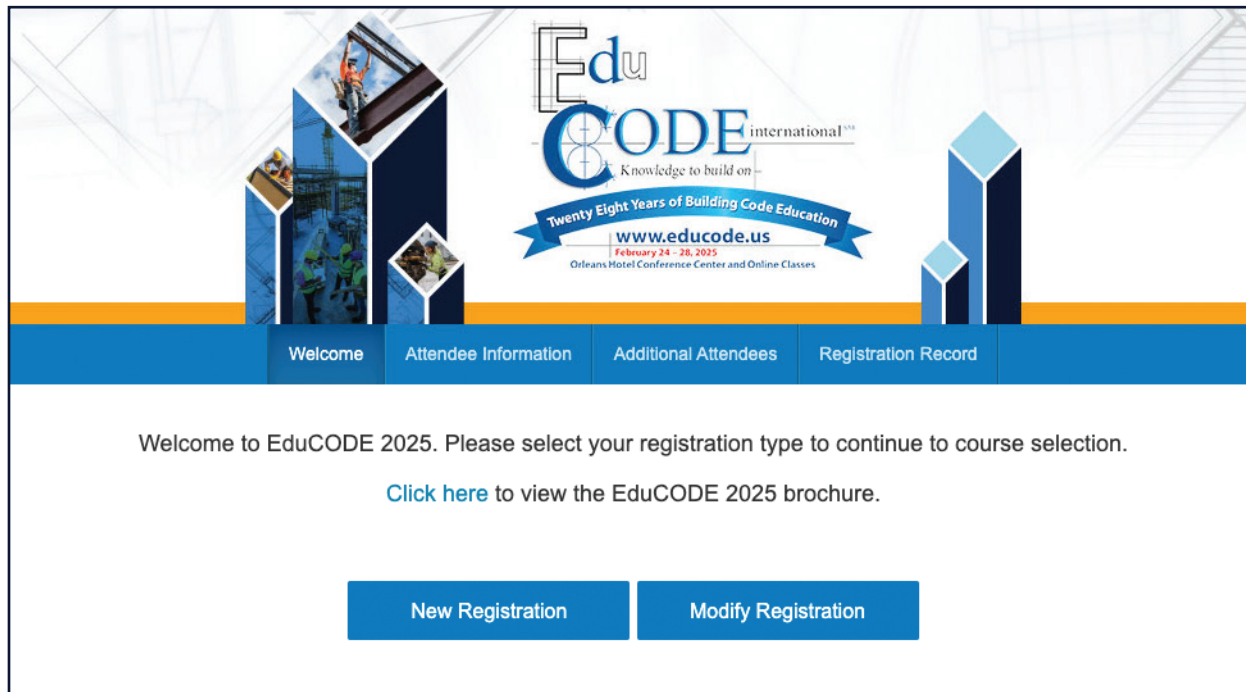 Edu
CODE international℠
Knowledge to build on
Twenty Eight Years of Building Code Education
www.educode.us
February 24 – 28, 2025
Orleans Hotel Conference Center and Online Classes
Welcome Attendee Information Additional Attendees Registration Record
Welcome to EduCODE 2025. Please select your registration type to continue to course selection.
Click here to view the EduCODE 2025 brochure.
New Registration Modify Registration